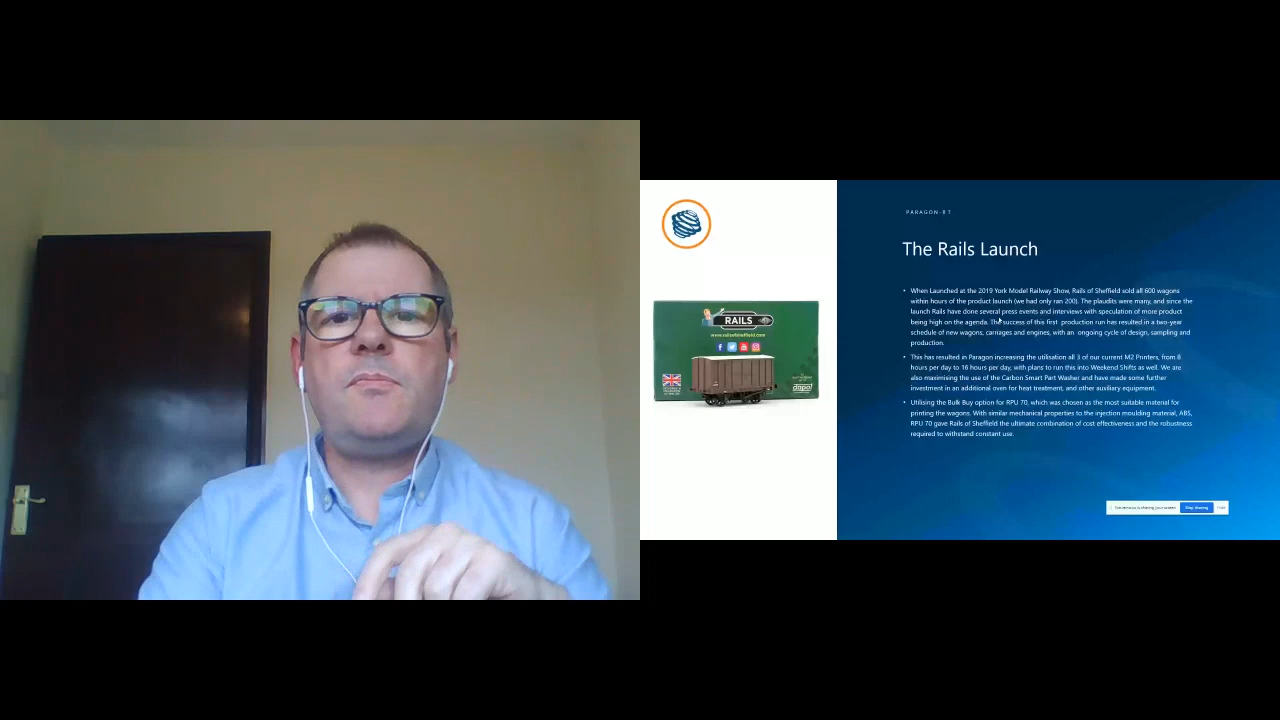 PARAGON-RT
The Rails Launch
• When Launched at the 2019 York Model Railway Show, Rails of Sheffield sold all 600 wagons
within hours of the product launch (we had only ran 200). The plaudits were many, and since the
launch Rails have done several press events and interviews with speculation of more product
being high on the agenda. The success of this first production run has resulted in a two-year
schedule of new wagons, carriages and engines, with an ongoing cycle of design, sampling and
production.
• This has resulted in Paragon increasing the utilisation all 3 of our current M2 Printers, from 8
hours per day to 16 hours per day, with plans to run this into Weekend Shifts as well. We are
also maximising the use of the Carbon Smart Part Washer and have made some further
investment in an additional oven for heat treatment, and other auxiliary equipment.
• Utilising the Bulk Buy option for RPU 70, which was chosen as the most suitable material for
printing the wagons. With similar mechanical properties to the injection moulding material, ABS,
RPU 70 gave Rails of Sheffield the ultimate combination of cost effectiveness and the robustness
required to withstand constant use.
RAILS
www.railsofsheffield.com
dapol
is sharing your screen
Stop sharing
Hide